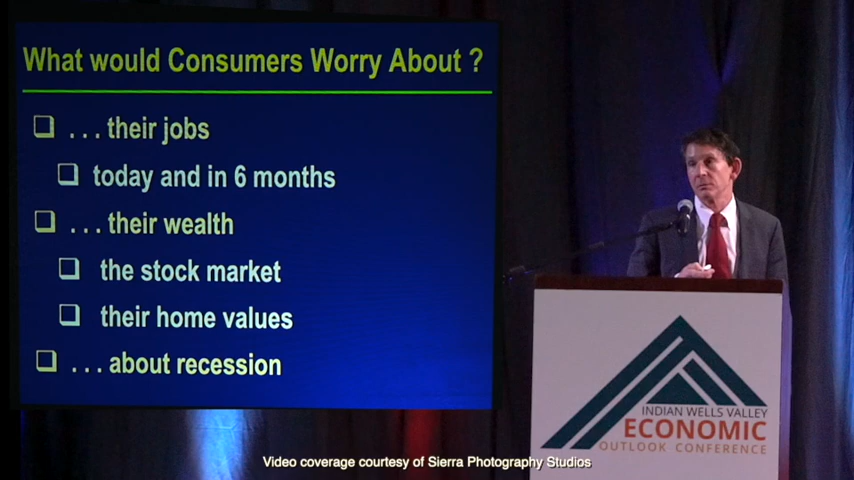 What would Consumers Worry About ?
. . . their jobs
today and in 6 months
. . . their wealth
the stock market
their home values
. . . about recession
INDIAN WELLS VALLEY
ECONOMIC
OUTLOOK CONFERENCE
Video coverage courtesy of Sierra Photography Studios